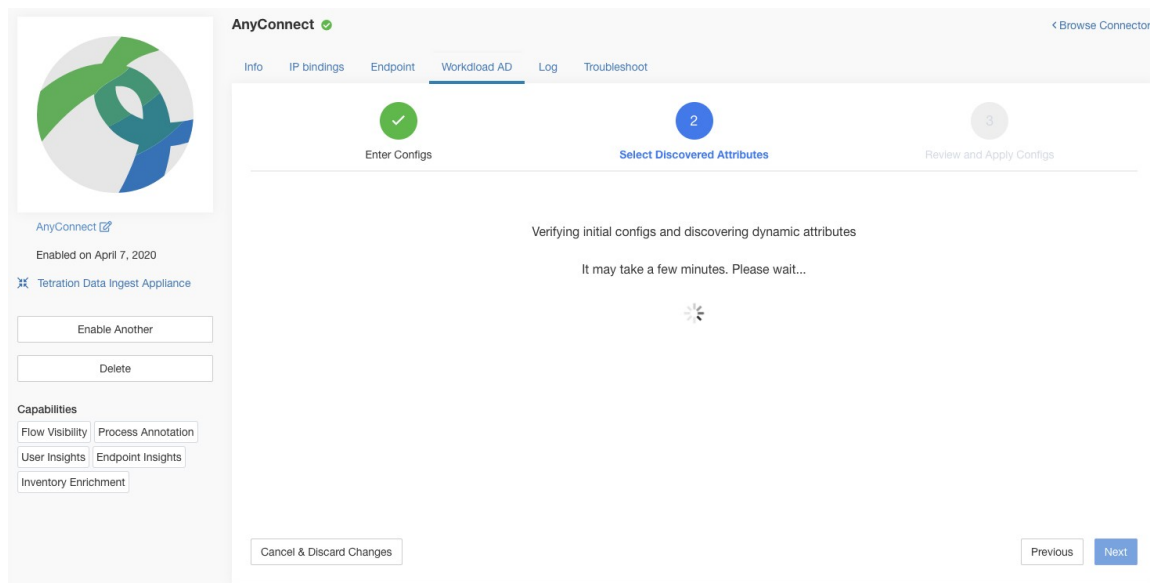 AnyConnect
< Browse Connector
Info IP bindings Endpoint Workdload AD Log Troubleshoot
2
3
Enter Configs Select Discovered Attributes Review and Apply Configs
AnyConnect
Enabled on April 7, 2020
Tetration Data Ingest Appliance
Enable Another
Delete
Capabilities
Flow Visibility Process Annotation
User Insights Endpoint Insights
Inventory Enrichment
Verifying initial configs and discovering dynamic attributes
It may take a few minutes. Please wait...
Cancel & Discard Changes Previous Next